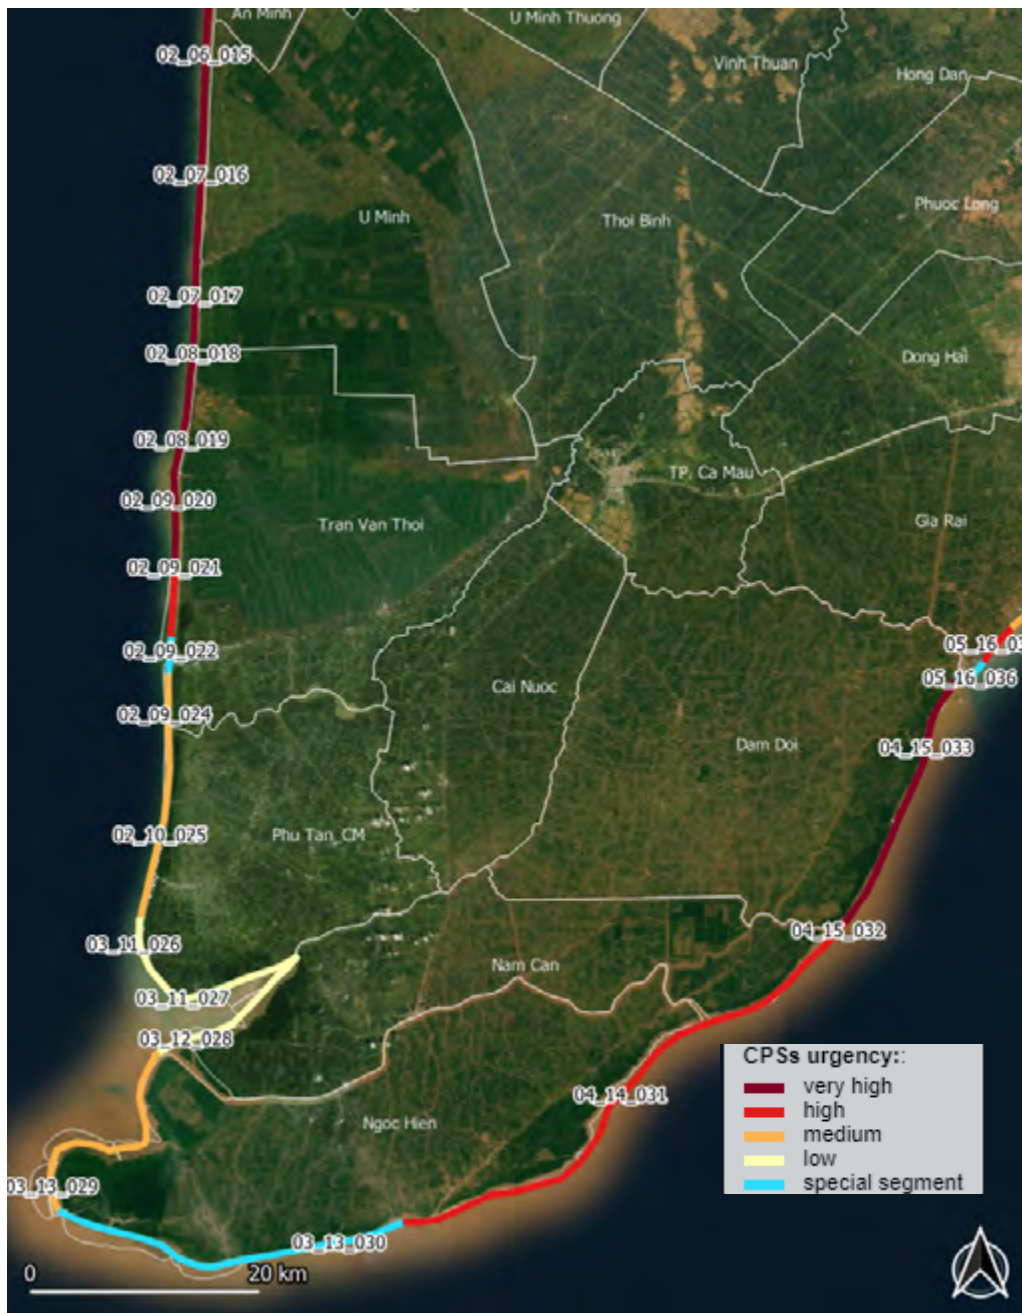 An Minh
U Minh Thuong
02_06_015
Vinh Thuan
Hong Dan
02_07_016
U Minh
Thoi Binh
Phuoc Long
02_07_017
02_08_018
Dong Hai
02_08_019
TP. Ca Mau
02_09_020
Tran Van Thoi
Gia Rai
02_09_021
02_09_022
05_16_03
05_16_036
Cai Nuoc
02_09_024
Dam Doi
04_15_033
02_10_025
Phu Tan_CM
04_15_032
03_11_026
Nam Can
03_11_027
03_12_028
CPSs urgency::
very high
high
medium
low
special segment
04_14_031
Ngoc Hien
03_13_029
03_13_030
0 20 km